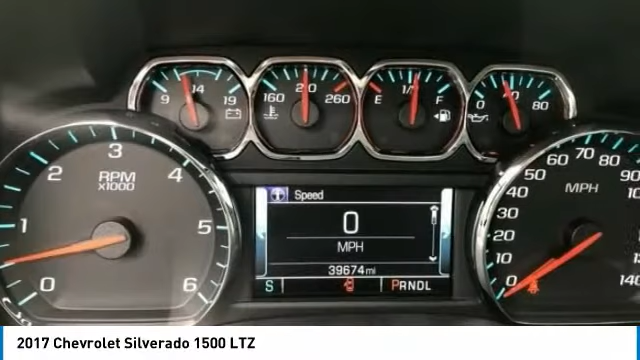 9 14 19
160 210 260
E 1/2 F
0 40 80
RPM
x1000
0 1 2 3 4 5 6
Speed
0
MPH
39674 mi
S PRNDL
MPH
0 10 20 30 40 50 60 70 80 90
140
2017 Chevrolet Silverado 1500 LTZ